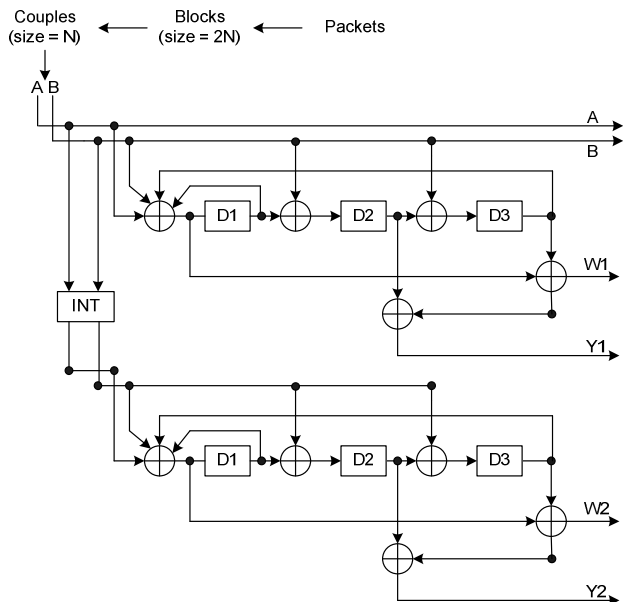 Couples
(size = N)
Blocks
(size = 2N)
Packets
A B
A
B
D1
D2
D3
W1
INT
Y1
D1
D2
D3
W2
Y2